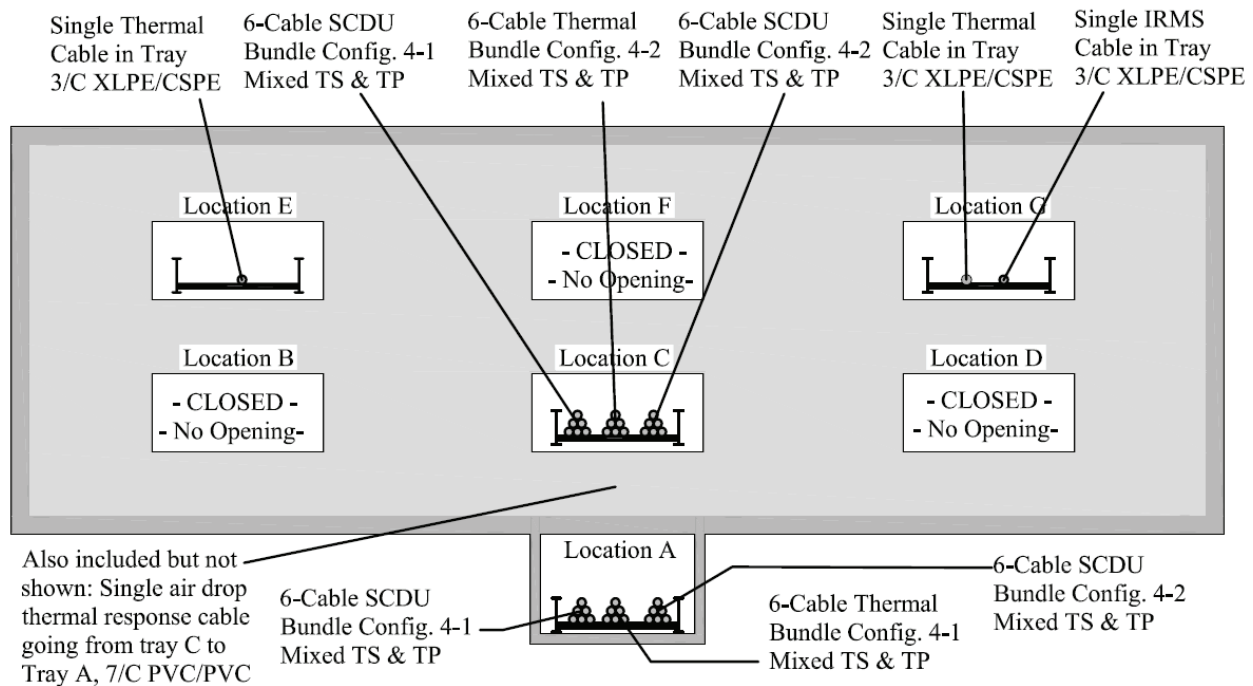 Single Thermal
Cable in Tray
3/C XLPE/CSPE
6-Cable SCDU
Bundle Config. 4-1
Mixed TS & TP
6-Cable Thermal
Bundle Config. 4-2
Mixed TS & TP
6-Cable SCDU
Bundle Config. 4-2
Mixed TS & TP
Single Thermal
Cable in Tray
3/C XLPE/CSPE
Single IRMS
Cable in Tray
3/C XLPE/CSPE
Location E
Location F
- CLOSED -
- No Opening-
Location G
Location B
- CLOSED -
- No Opening-
Location C
Location D
- CLOSED -
- No Opening-
Location A
Also included but not
shown: Single air drop
thermal response cable
going from tray C to
Tray A, 7/C PVC/PVC
6-Cable SCDU
Bundle Config. 4-1
Mixed TS & TP
6-Cable Thermal
Bundle Config. 4-1
Mixed TS & TP
6-Cable SCDU
Bundle Config. 4-2
Mixed TS & TP